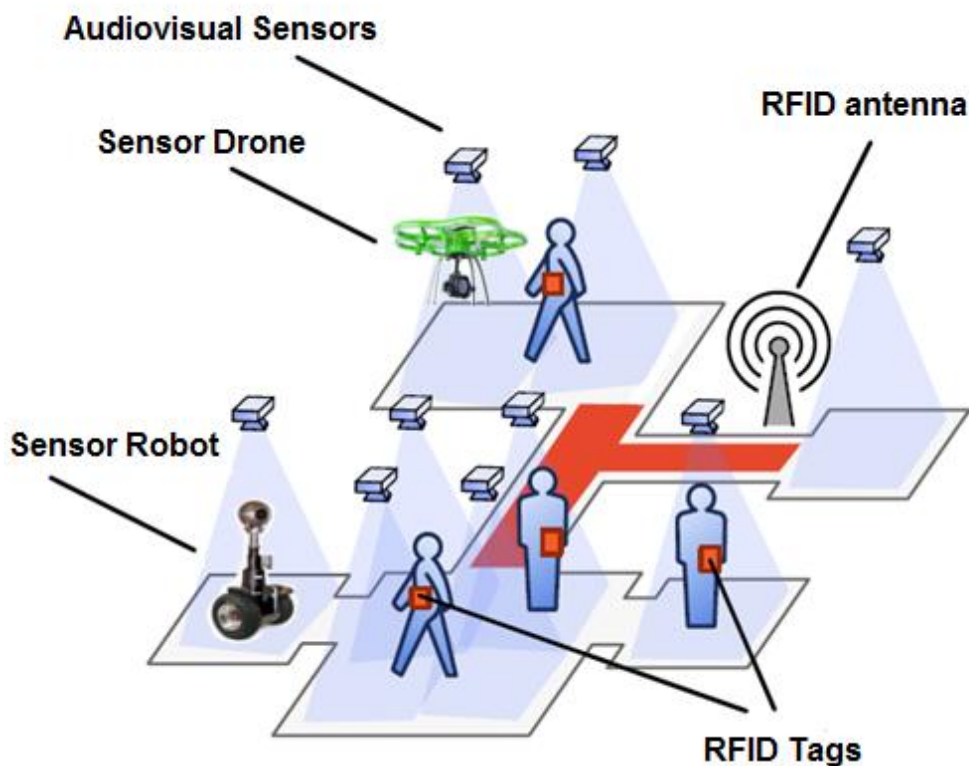 Audiovisual Sensors
RFID antenna
Sensor Drone
Sensor Robot
RFID Tags